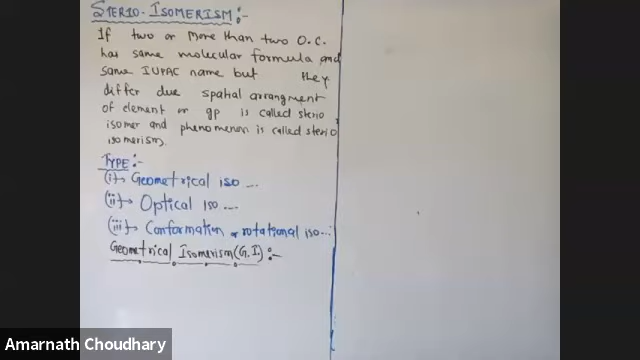 STERIO-ISOMERISM:-
If two or more than two O.C.
has same molecular formula and
same IUPAC name but they
differ due spatial arrangment
of element or gp is called sterio
isomer and phenomenon is called sterio
isomerism.
TYPE:-
(i)→ Geometrical iso ...
(ii)→ Optical iso ....
(iii)→ Conformation or rotational iso...
Geometrical Isomerism(G.I.):-
Amarnath Choudhary